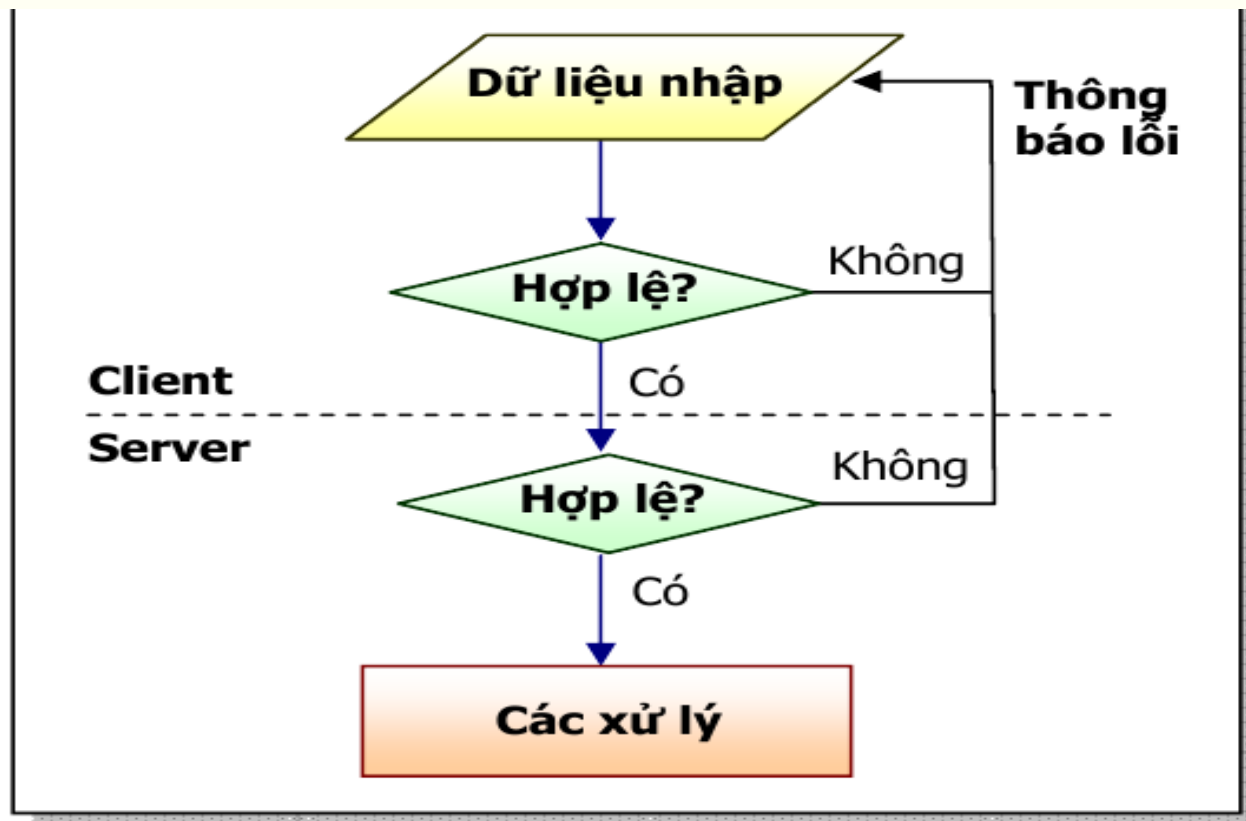 Dữ liệu nhập
Thông
báo lỗi
Hợp lệ?
Không
Client
Có
Server
Hợp lệ?
Không
Có
Các xử lý